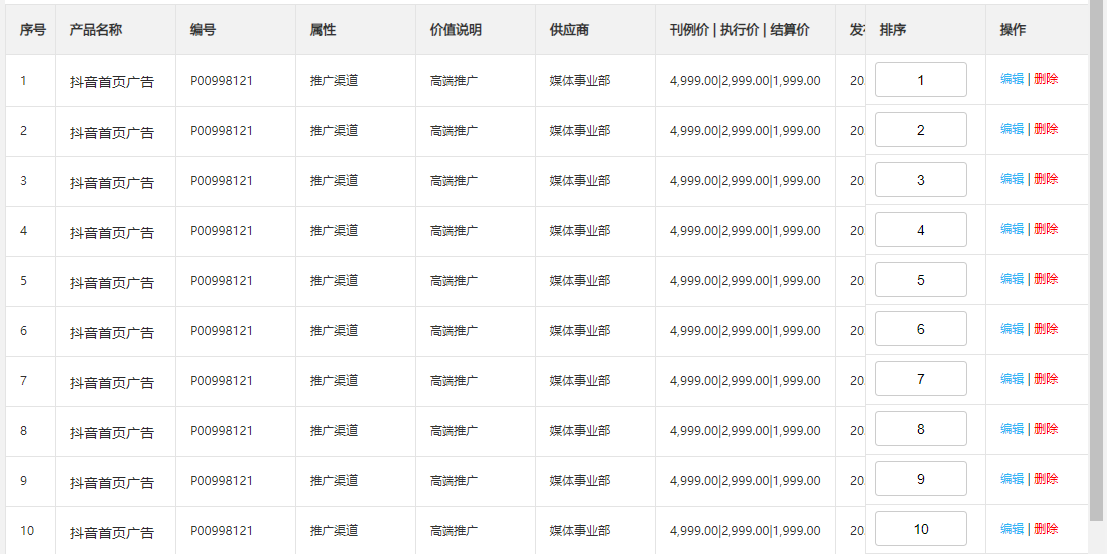 序号 产品名称 编号 属性 价值说明 供应商 刊例价 | 执行价 | 结算价 排序 操作
1 抖音首页广告 P00998121 推广渠道 高端推广 媒体事业部 4,999.00|2,999.00|1,999.00 20 1 编辑 | 删除
2 抖音首页广告 P00998121 推广渠道 高端推广 媒体事业部 4,999.00|2,999.00|1,999.00 20 2 编辑 | 删除
3 抖音首页广告 P00998121 推广渠道 高端推广 媒体事业部 4,999.00|2,999.00|1,999.00 20 3 编辑 | 删除
4 抖音首页广告 P00998121 推广渠道 高端推广 媒体事业部 4,999.00|2,999.00|1,999.00 20 4 编辑 | 删除
5 抖音首页广告 P00998121 推广渠道 高端推广 媒体事业部 4,999.00|2,999.00|1,999.00 20 5 编辑 | 删除
6 抖音首页广告 P00998121 推广渠道 高端推广 媒体事业部 4,999.00|2,999.00|1,999.00 20 6 编辑 | 删除
7 抖音首页广告 P00998121 推广渠道 高端推广 媒体事业部 4,999.00|2,999.00|1,999.00 20 7 编辑 | 删除
8 抖音首页广告 P00998121 推广渠道 高端推广 媒体事业部 4,999.00|2,999.00|1,999.00 20 8 编辑 | 删除
9 抖音首页广告 P00998121 推广渠道 高端推广 媒体事业部 4,999.00|2,999.00|1,999.00 20 9 编辑 | 删除
10 抖音首页广告 P00998121 推广渠道 高端推广 媒体事业部 4,999.00|2,999.00|1,999.00 20 10 编辑 | 删除